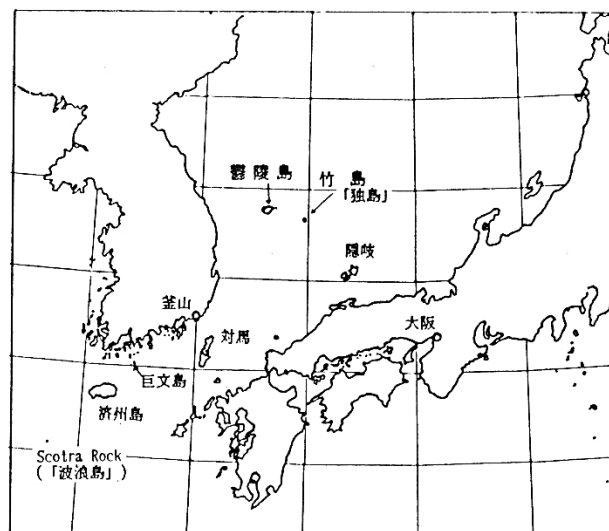 鬱陵島
竹島
「独島」
隠岐
釜山
対馬
大阪
巨文島
済州島
Scotra Rock
(「波浪島」)